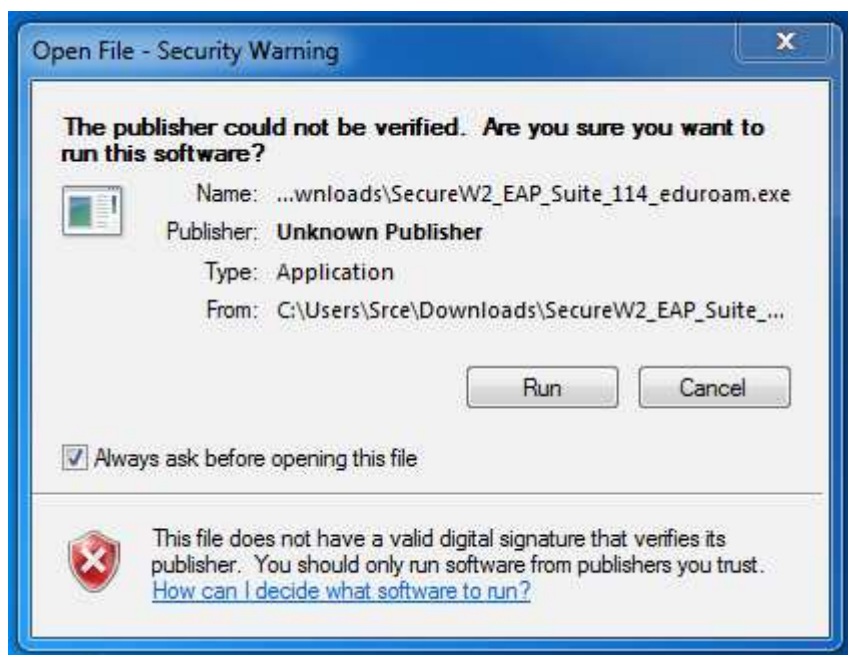 Open File - Security Warning
The publisher could not be verified. Are you sure you want to
run this software?
Name: ...wnloads\SecureW2_EAP_Suite_114_eduroam.exe
Publisher: Unknown Publisher
Type: Application
From: C:\Users\Srce\Downloads\SecureW2_EAP_Suite_...
Run Cancel
Always ask before opening this file
This file does not have a valid digital signature that verifies its
publisher. You should only run software from publishers you trust.
How can I decide what software to run?